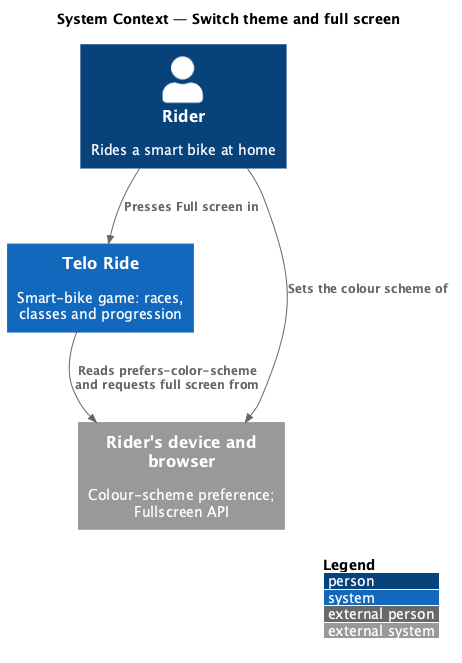 System Context — Switch theme and full screen
Rider
Rides a smart bike at home
Presses Full screen in
Telo Ride
Smart-bike game: races,
classes and progression
Sets the colour scheme of
Reads prefers-color-scheme
and requests full screen from
Rider's device and
browser
Colour-scheme preference;
Fullscreen API
Legend
person
system
external person
external system